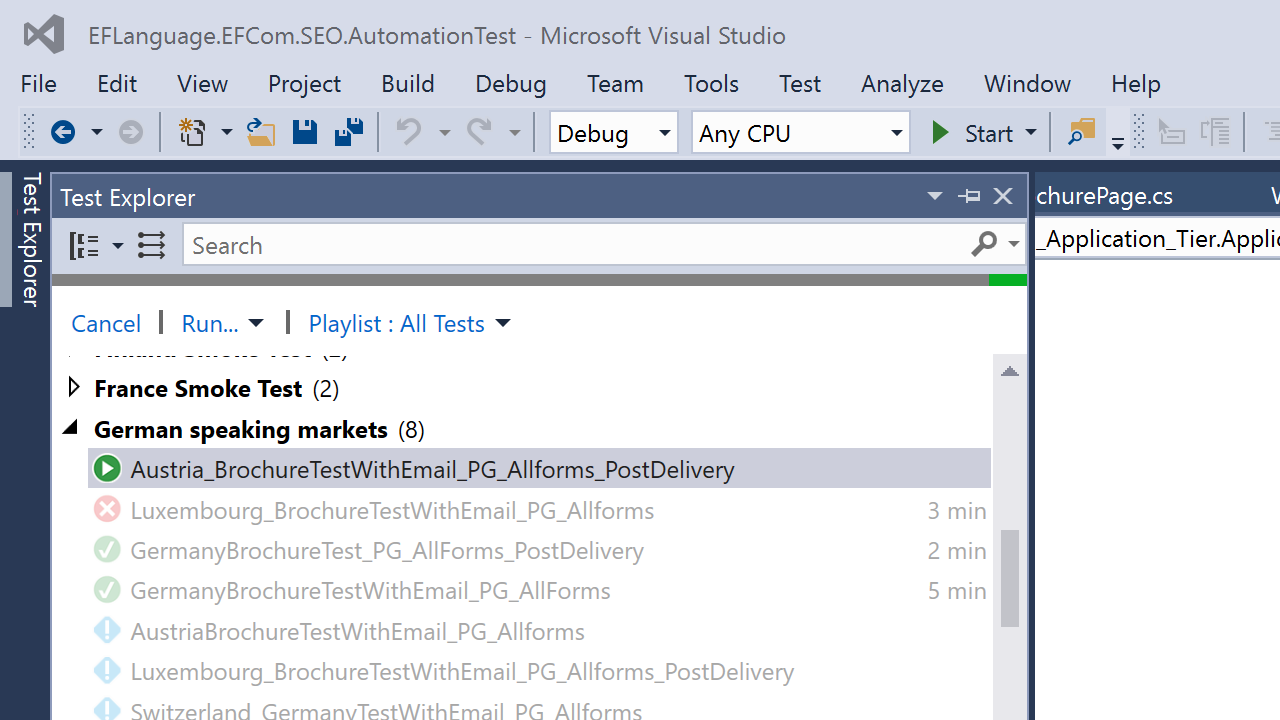 EFLanguage.EFCom.SEO.AutomationTest - Microsoft Visual Studio
File Edit View Project Build Debug Team Tools Test Analyze Window Help
Debug Any CPU Start
Test Explorer
Test Explorer
churePage.cs
Search
_Application_Tier.Applic
Cancel | Run... | Playlist : All Tests
France Smoke Test (2)
German speaking markets (8)
Austria_BrochureTestWithEmail_PG_Allforms_PostDelivery
Luxembourg_BrochureTestWithEmail_PG_Allforms 3 min
GermanyBrochureTest_PG_AllForms_PostDelivery 2 min
GermanyBrochureTestWithEmail_PG_AllForms 5 min
AustriaBrochureTestWithEmail_PG_Allforms
Luxembourg_BrochureTestWithEmail_PG_Allforms_PostDelivery
Switzerland_GermanyTestWithEmail_PG_Allforms